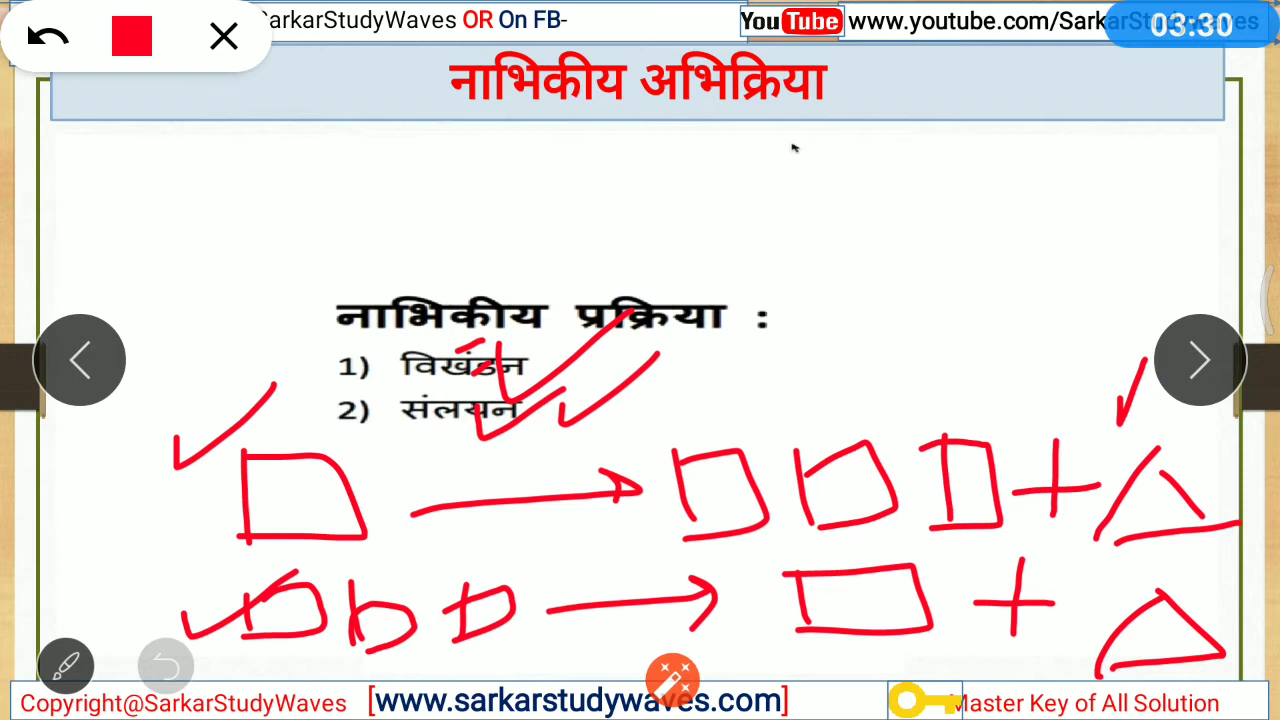 SarkarStudyWaves OR On FB-
YouTube www.youtube.com/SarkarStudyWaves
03:30
नाभिकीय अभिक्रिया
नाभिकीय प्रक्रिया :
1) विखंडन
2) संलयन
Copyright@SarkarStudyWaves [www.sarkarstudywaves.com] Master Key of All Solution